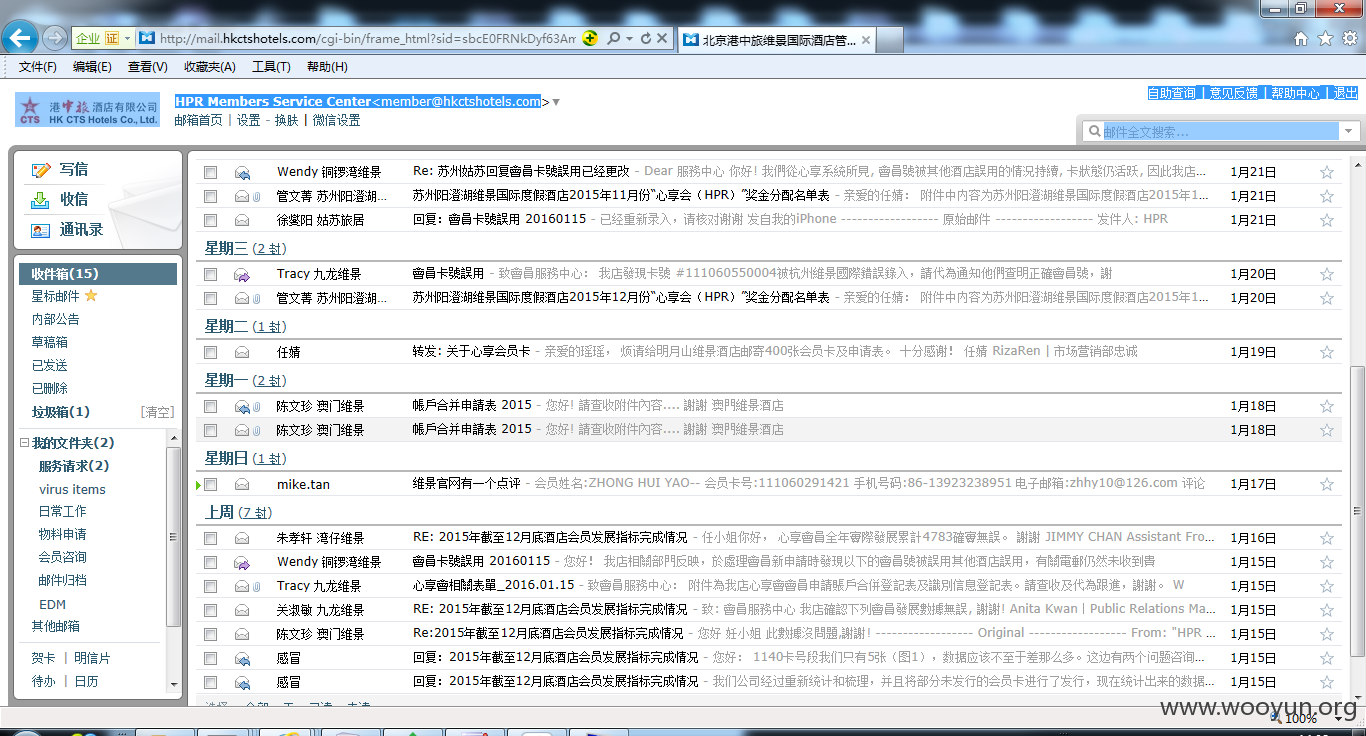 企业 证 http://mail.hkctshotels.com/cgi-bin/frame_html?sid=sbcE0FRNkDyf63Am 北京港中旅维景国际酒店管...
文件(F) 编辑(E) 查看(V) 收藏夹(A) 工具(T) 帮助(H)
港中旅酒店有限公司
CTS HK CTS Hotels Co., Ltd.
HPR Members Service Center<member@hkctshotels.com>
邮箱首页 | 设置 - 换肤 | 微信设置
自助查询 | 意见反馈 | 帮助中心 | 退出
邮件全文搜索...
写信
收信
通讯录
收件箱(15)
星标邮件
内部公告
草稿箱
已发送
已删除
垃圾箱(1) [清空]
我的文件夹(2)
服务请求(2)
virus items
日常工作
物料申请
会员咨询
邮件归档
EDM
其他邮箱
贺卡 | 明信片
待办 | 日历
Wendy 铜锣湾维景 Re: 苏州姑苏回复會員卡號誤用已经更改 - Dear 服務中心 你好! 我們從心享系統所見, 會員號被其他酒店誤用的情況持續, 卡狀態仍活跃, 因此我店... 1月21日
管文菁 苏州阳澄湖... 苏州阳澄湖维景国际度假酒店2015年11月份“心享会（HPR）”奖金分配名单表 - 亲爱的任婧： 附件中内容为苏州阳澄湖维景国际度假酒店2015年1... 1月21日
徐燮阳 姑苏旅居 回复：會員卡號誤用 20160115 - 已经重新录入，请核对谢谢 发自我的iPhone ------------------ 原始邮件 ------------------ 发件人: HPR 1月21日
星期三 (2 封)
Tracy 九龙维景 會員卡號誤用 - 致會員服務中心： 我店發現卡號 #111060550004被杭州維景國際錯誤錄入，請代為通知他們查明正確會員號，謝 1月20日
管文菁 苏州阳澄湖... 苏州阳澄湖维景国际度假酒店2015年12月份“心享会（HPR）”奖金分配名单表 - 亲爱的任婧： 附件中内容为苏州阳澄湖维景国际度假酒店2015年1... 1月20日
星期二 (1 封)
任婧 转发: 关于心享会员卡 - 亲爱的瑶瑶， 烦请给明月山维景酒店邮寄400张会员卡及申请表。 十分感谢！ 任婧 RizaRen | 市场营销部忠诚 1月19日
星期一 (2 封)
陈文珍 澳门维景 帳戶合并申請表 2015 - 您好! 請查收附件內容.... 謝謝 澳門維景酒店 1月18日
陈文珍 澳门维景 帳戶合并申請表 2015 - 您好! 請查收附件內容.... 謝謝 澳門維景酒店 1月18日
星期日 (1 封)
mike.tan 维景官网有一个点评 - 会员姓名:ZHONG HUI YAO-- 会员卡号:111060291421 手机号码:86-13923238951 电子邮箱:zhhy10@126.com 评论 1月17日
上周 (7 封)
朱孝轩 湾仔维景 RE: 2015年截至12月底酒店会员发展指标完成情况 - 任小姐你好， 心享會員全年實際發展累計4783確實無誤。 謝謝 JIMMY CHAN Assistant Fro... 1月16日
Wendy 铜锣湾维景 會員卡號誤用 20160115 - 您好！ 我店相關部門反映，於處理會員新申請時發現以下的會員號被誤用其他酒店誤用，有關電郵仍然未收到貴 1月15日
Tracy 九龙维景 心享會相關表單_2016.01.15 - 致會員服務中心： 附件為我店心享會會員申請賬戶合併登記表及識別信息登記表。請查收及代為跟進，謝謝。 W 1月15日
关淑敏 九龙维景 RE: 2015年截至12月底酒店会员发展指标完成情况 - 致: 會員服務中心 我店確認下列會員發展數據無誤, 謝謝! Anita Kwan | Public Relations Ma... 1月15日
陈文珍 澳门维景 Re:2015年截至12月底酒店会员发展指标完成情况 - 您好 妊小姐 此數據沒問題,謝謝! ------------------ Original ------------------ From: "HPR ... 1月15日
感冒 回复：2015年截至12月底酒店会员发展指标完成情况 - 您好： 1140卡号段我们只有5张（图1），数据应该不至于差那么多。这边有两个问题咨询... 1月15日
感冒 回复：2015年截至12月底酒店会员发展指标完成情况 - 我们公司经过重新统计和梳理，并且将部分未发行的会员卡进行了发行，现在统计出来的数据... 1月15日
www.wooyun.org
100%